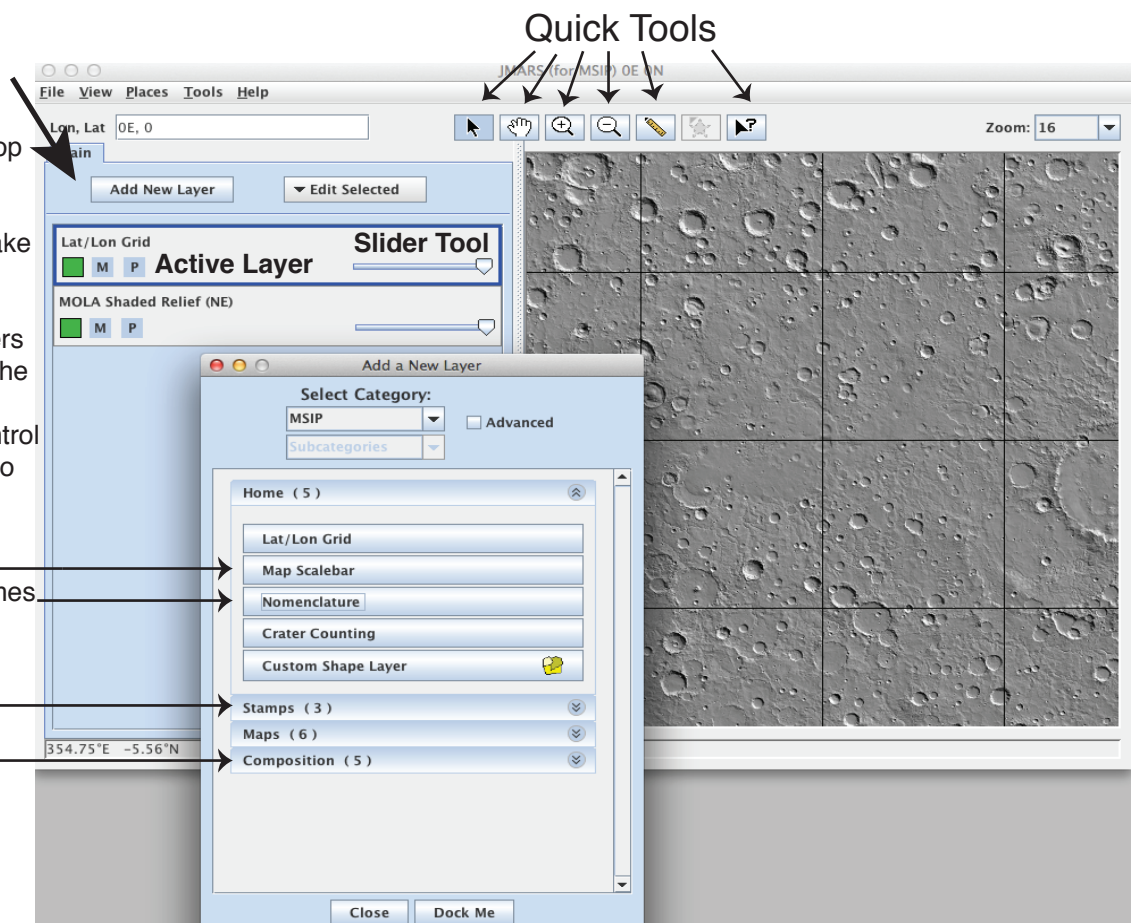 Quick Tools
JMARS (for MSIP) 0E 0N
File View Places Tools Help
Lon, Lat 0E, 0
Zoom: 16
Add New Layer
Edit Selected
Lat/Lon Grid
Slider Tool
M P Active Layer
MOLA Shaded Relief (NE)
M P
Add a New Layer
Select Category:
MSIP
Advanced
Subcategories
Home (5)
Lat/Lon Grid
Map Scalebar
Nomenclature
Crater Counting
Custom Shape Layer
Stamps (3)
Maps (6)
Composition (5)
354.75°E -5.56°N
Close Dock Me